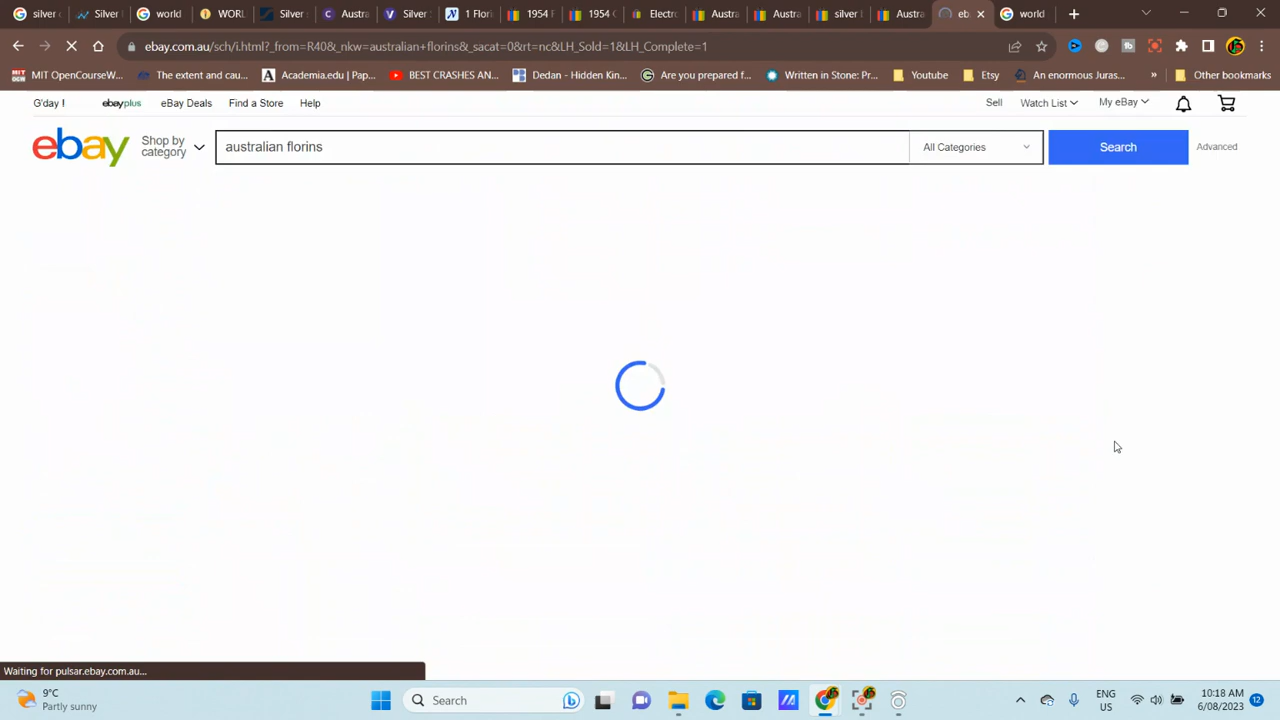 silver
Silver
world
WORL
Silver
Austra
Silver
1 Flori
1954 F
1954
Electro
Austra
Austra
silver b
Austra
eb
world
ebay.com.au/sch/i.html?_from=R40&_nkw=australian+florins&_sacat=0&rt=nc&LH_Sold=1&LH_Complete=1
MIT OpenCourseW...
The extent and cau...
Academia.edu | Pap...
BEST CRASHES AN...
Dedan - Hidden Kin...
Are you prepared f...
Written in Stone: Pr...
Youtube
Etsy
An enormous Juras...
»
Other bookmarks
G'day !
ebayplus
eBay Deals
Find a Store
Help
Sell
Watch List
My eBay
ebay
Shop by
category
australian florins
All Categories
Search
Advanced
Waiting for pulsar.ebay.com.au...
9°C
Partly sunny
Search
ENG
US
10:18 AM
6/08/2023
12